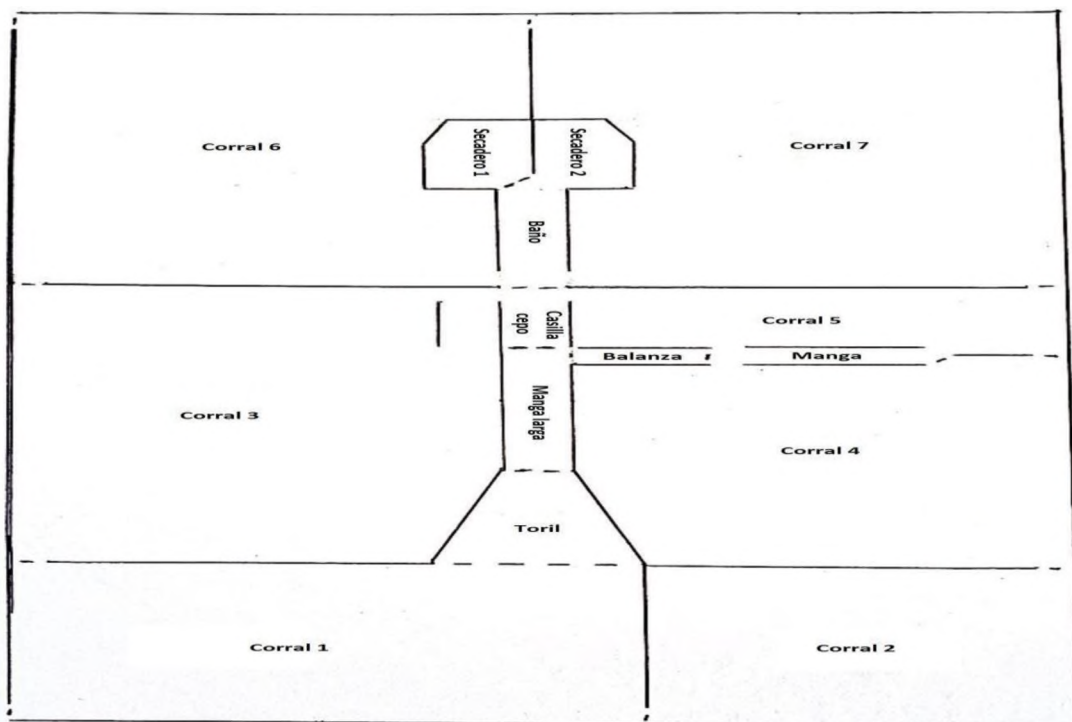 Corral 6
Secadero 1
Secadero 2
Corral 7
Baño
Casilla
cepo
Corral 5
Balanza
Manga
Corral 3
Manga larga
Corral 4
Toril
Corral 1
Corral 2